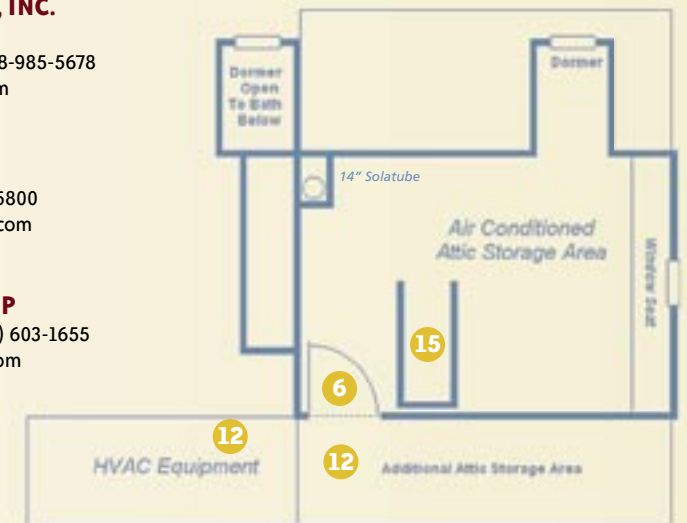 , INC.
8-985-5678
m
5800
com
P
) 603-1655
om
Dormer
Open
To Bath
Below
Dormer
14" Solatube
Air Conditioned
Attic Storage Area
Window Seat
15
6
12
HVAC Equipment
12
Additional Attic Storage Area